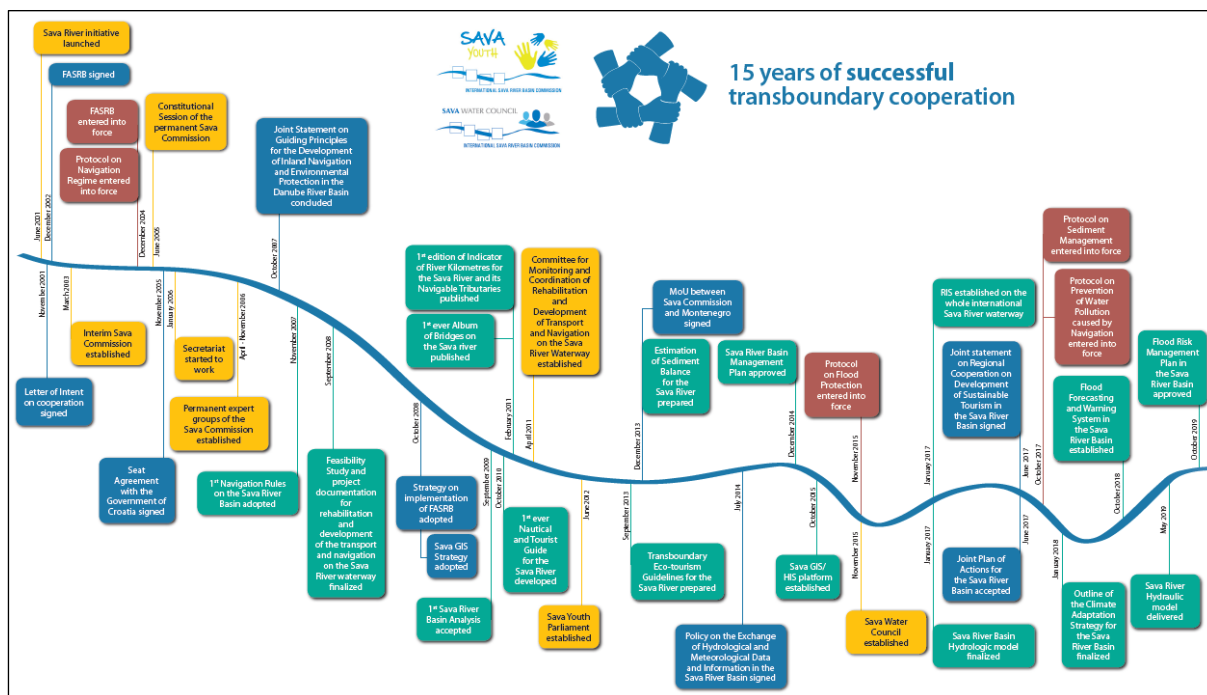 Sava River initiative
launched
FASRB signed
FASRB
entered into
force
Protocol on
Navigation
Regime entered
into force
Constitutional
Session of the
permanent Sava
Commission
Joint Statement on
Guiding Principles
for the Development
of Inland Navigation
and Environmental
Protection in the
Danube River Basin
concluded
SAVA
YOUTH
INTERNATIONAL SAVA RIVER BASIN COMMISSION
SAVA WATER COUNCIL
INTERNATIONAL SAVA RIVER BASIN COMMISSION
15 years of successful
transboundary cooperation
June 2001
December 2002
December 2004
June 2005
October 2007
November 2001
March 2003
November 2005
January 2006
April - November 2006
November 2007
September 2008
Letter of Intent
on cooperation
signed
Interim Sava
Commission
established
Seat Agreement
with the
Government of
Croatia signed
Secretariat
started to
work
Permanent expert
groups of the
Sava Commission
established
1st Navigation Rules
on the Sava River
Basin adopted
Feasibility
Study and
project
documentation
for
rehabilitation
and
development
of the transport
and navigation
on the Sava
River waterway
finalized
1st edition of Indicator
of River Kilometres for
the Sava River and its
Navigable Tributaries
published
1st ever Album of
Bridges on
the Sava river
published
Committee for
Monitoring and
Coordination of
Rehabilitation
and
Development of
Transport and
Navigation on
the Sava River
Waterway
established
October 2008
February 2011
April 2011
September 2009
October 2010
June 2012
Strategy on
implementation
of FASRB
adopted
Sava GIS
Strategy
adopted
1st Sava River
Basin Analysis
accepted
1st ever
Nautical
and Tourist
Guide
for the
Sava River
developed
Sava Youth
Parliament
established
MoU between
Sava Commission
and Montenegro
signed
Estimation
of Sediment
Balance
for the
Sava River
prepared
Sava River Basin
Management
Plan approved
Protocol
on Flood
Protection
entered into
force
December 2013
December 2014
November 2015
September 2013
July 2014
October 2015
November 2015
Transboundary
Eco-tourism
Guidelines for the
Sava River prepared
Policy on the Exchange
of Hydrological and
Meteorological Data
and Information in the
Sava River Basin signed
Sava GIS/
HIS platform
established
Sava Water
Council
established
RIS established on the
whole international
Sava River waterway
Joint statement
on Regional
Cooperation on
Development
of Sustainable
Tourism in the
Sava River
Basin signed
Protocol on
Sediment
Management
entered into force
Protocol on
Prevention
of Water
Pollution
caused by
Navigation
entered into
force
Flood
Forecasting
and Warning
System in
the Sava
River Basin
established
Flood Risk
Management
Plan in
the Sava
River Basin
approved
January 2017
June 2017
October 2017
October 2018
October 2019
January 2017
June 2017
January 2018
May 2019
Sava River Basin
Hydrologic model
finalized
Joint Plan of
Actions for
the Sava River
Basin accepted
Outline of
the Climate
Adaptation
Strategy for
the Sava
River Basin
finalized
Sava River
Hydraulic
model
delivered